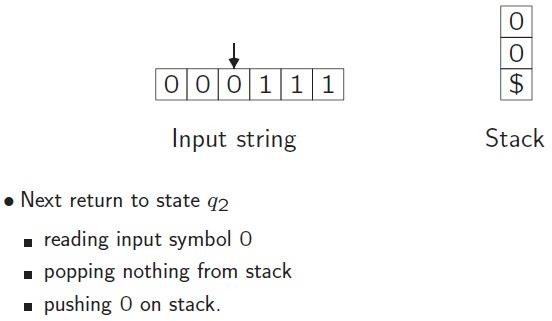 0
0
0 0 0 1 1 1 $
Input string Stack
• Next return to state q2
▪ reading input symbol 0
▪ popping nothing from stack
▪ pushing 0 on stack.